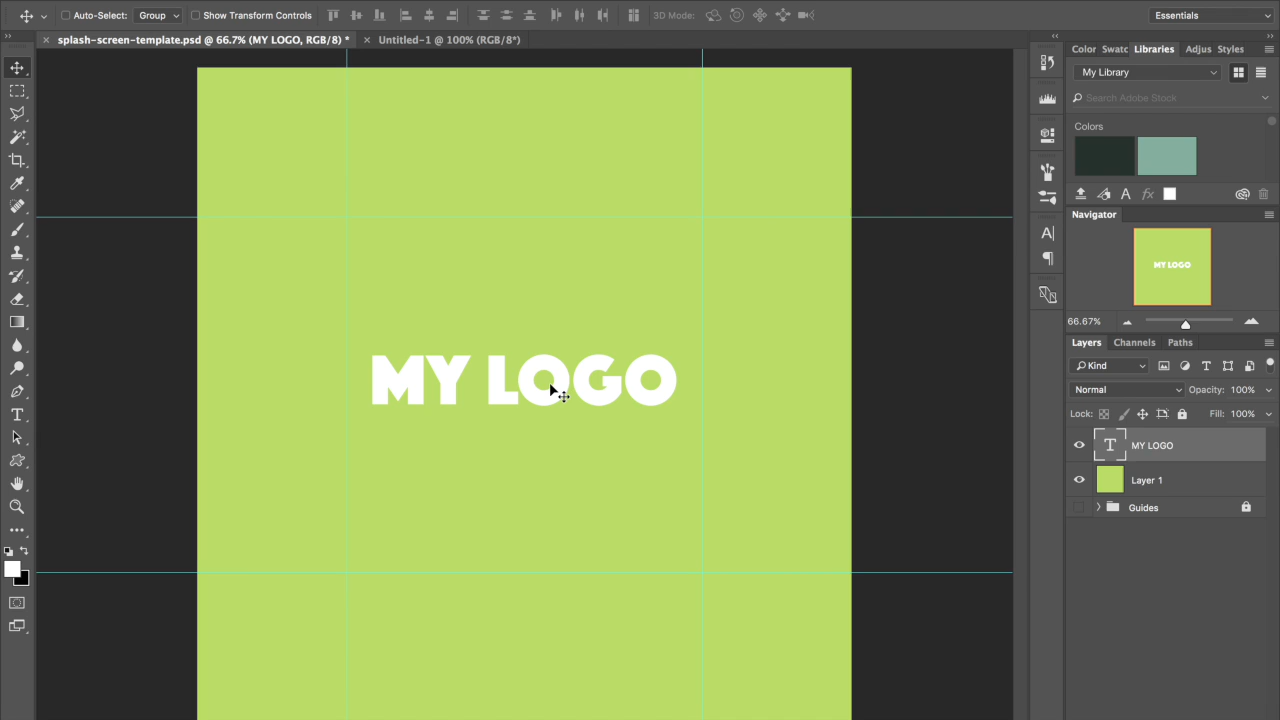 Auto-Select: Group Show Transform Controls 3D Mode: Essentials
splash-screen-template.psd @ 66.7% (MY LOGO, RGB/8) * Untitled-1 @ 100% (RGB/8*)
Color Swatc Libraries Adjus Styles
My Library
Search Adobe Stock
Colors
A fx
Navigator
MY LOGO
66.67%
Layers Channels Paths
Kind
Normal Opacity: 100%
Lock: Fill: 100%
MY LOGO
Layer 1
Guides
MY LOGO